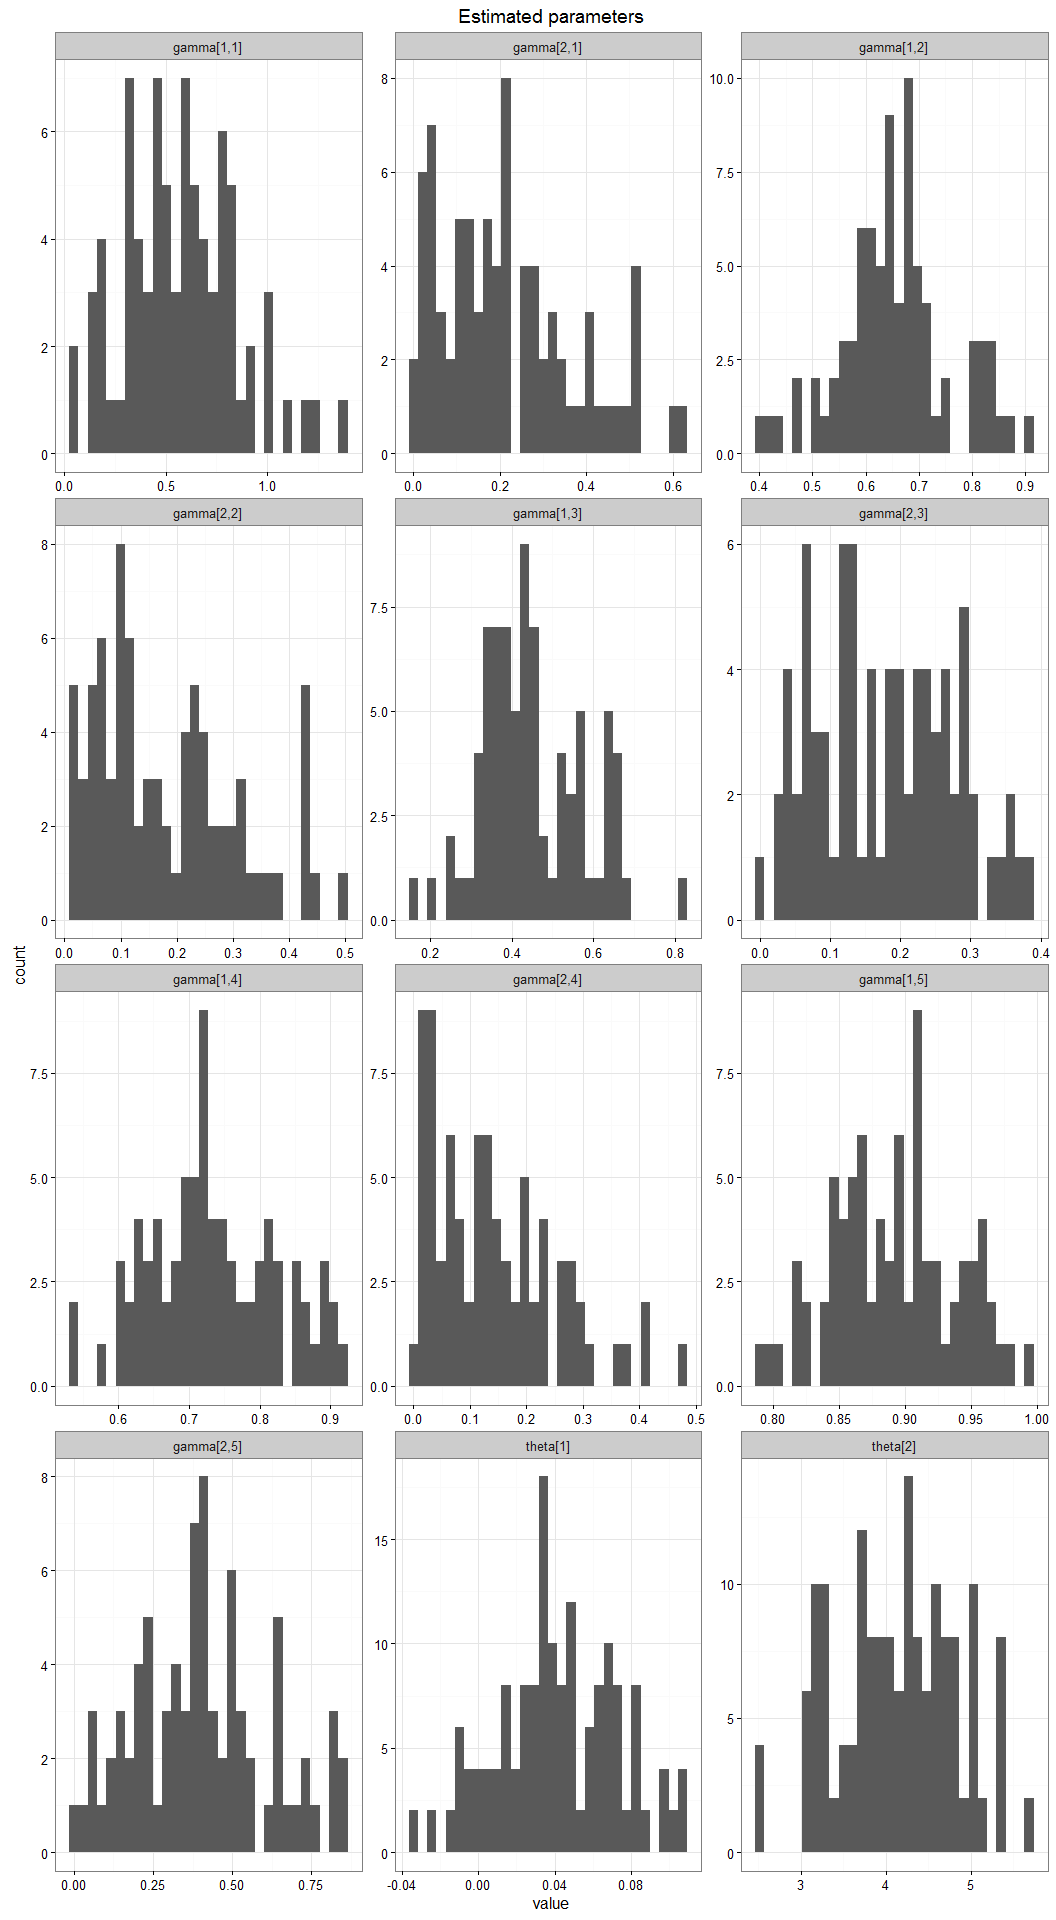 Estimated parameters
gamma[1,1] gamma[2,1] gamma[1,2]
6
4
2
0
8
6
4
2
0
10.0
7.5
5.0
2.5
0.0
0.0 0.5 1.0
0.0 0.2 0.4 0.6
0.4 0.5 0.6 0.7 0.8 0.9
gamma[2,2] gamma[1,3] gamma[2,3]
8
6
4
2
0
7.5
5.0
2.5
0.0
6
4
2
0
0.0 0.1 0.2 0.3 0.4 0.5
0.2 0.4 0.6 0.8
0.0 0.1 0.2 0.3 0.4
count
gamma[1,4] gamma[2,4] gamma[1,5]
7.5
5.0
2.5
0.0
7.5
5.0
2.5
0.0
7.5
5.0
2.5
0.0
0.6 0.7 0.8 0.9
0.0 0.1 0.2 0.3 0.4 0.5
0.80 0.85 0.90 0.95 1.00
gamma[2,5] theta[1] theta[2]
8
6
4
2
0
15
10
5
0
10
5
0
0.00 0.25 0.50 0.75
-0.04 0.00 0.04 0.08
3 4 5
value